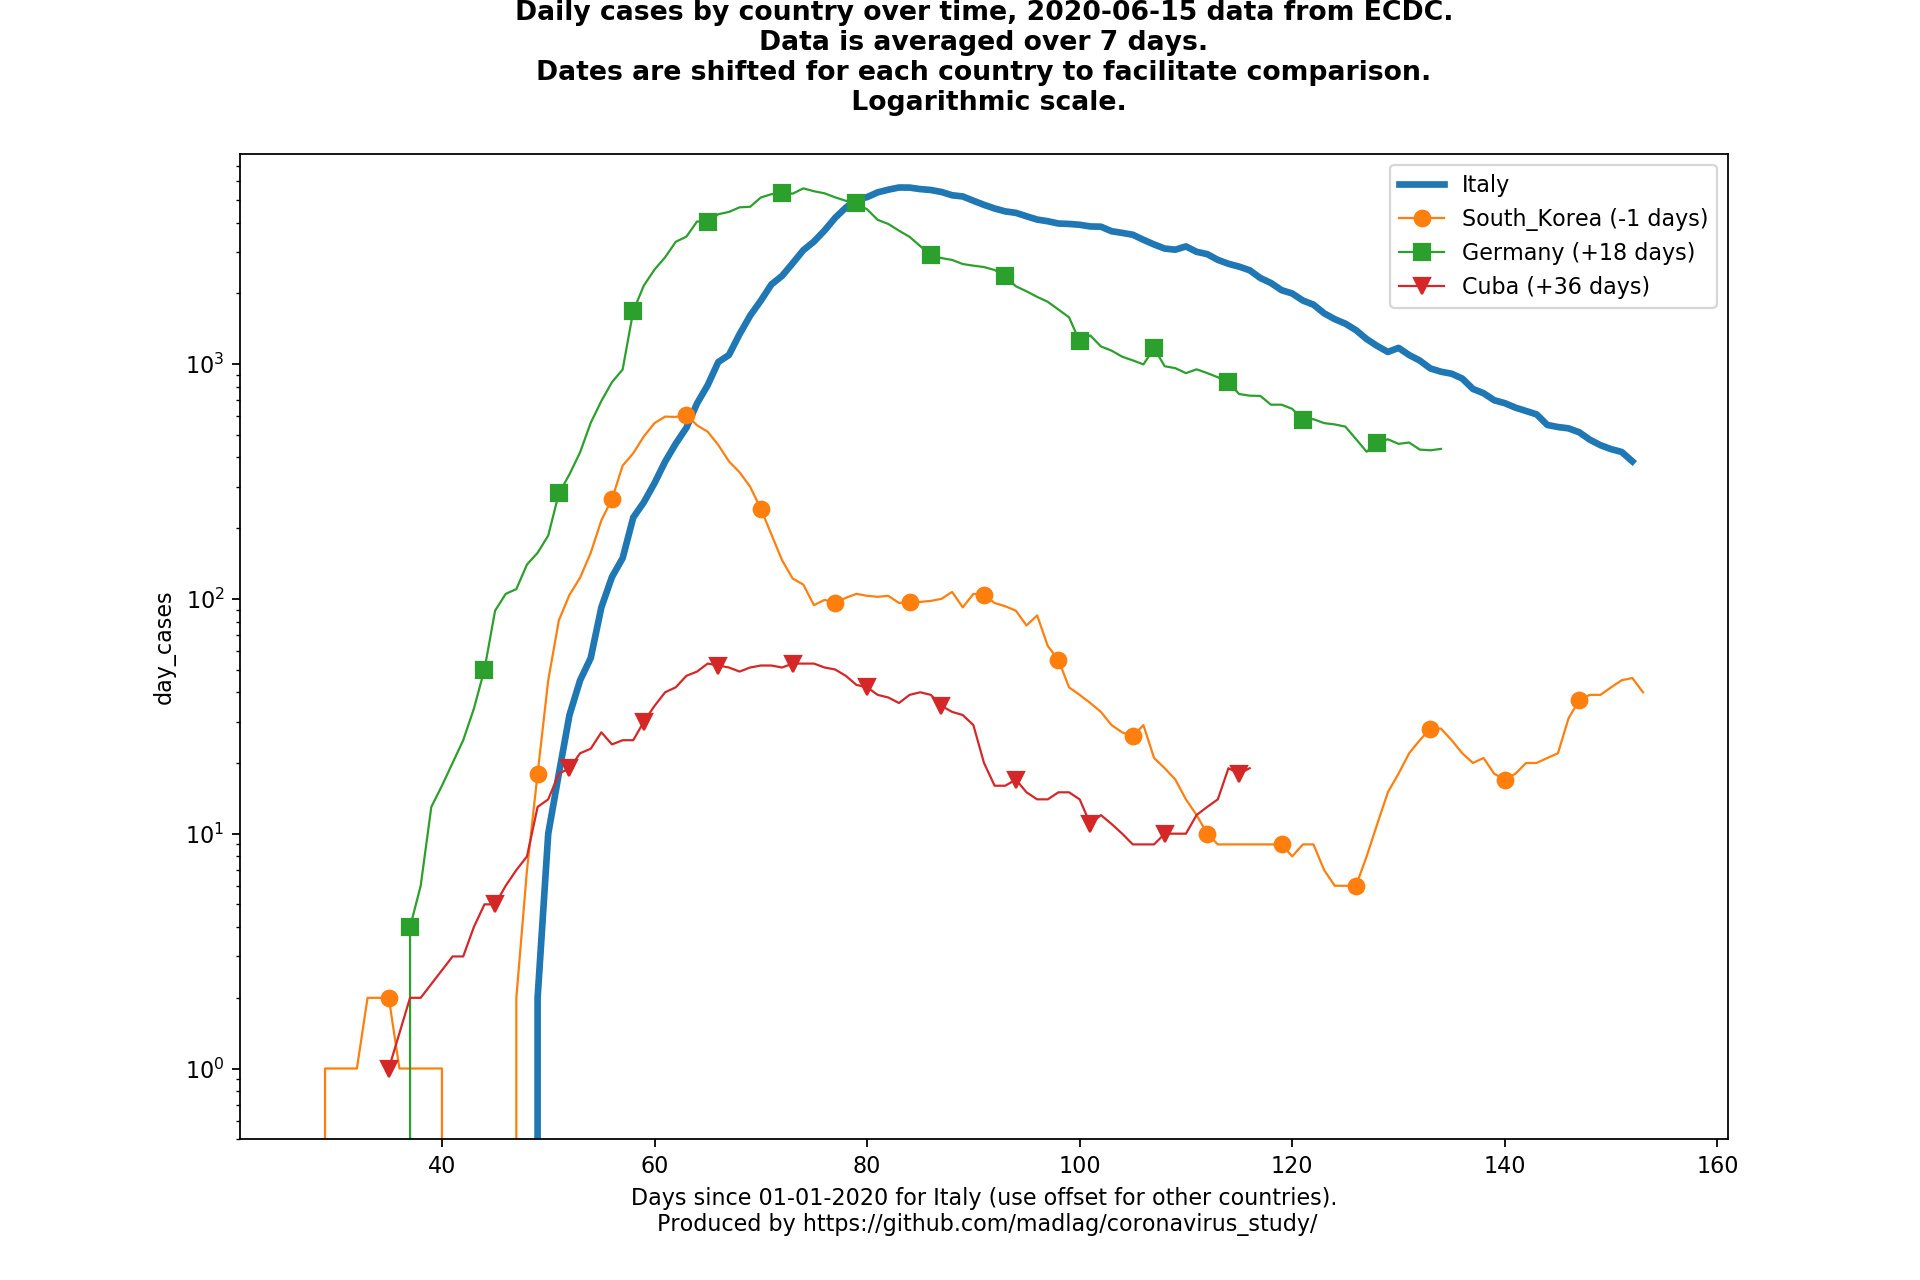 Daily cases by country over time, 2020-06-15 data from ECDC.
Data is averaged over 7 days.
Dates are shifted for each country to facilitate comparison.
Logarithmic scale.
Italy
South_Korea (-1 days)
Germany (+18 days)
Cuba (+36 days)
day_cases
10³
10²
10¹
10⁰
40 60 80 100 120 140 160
Days since 01-01-2020 for Italy (use offset for other countries).
Produced by https://github.com/madlag/coronavirus_study/